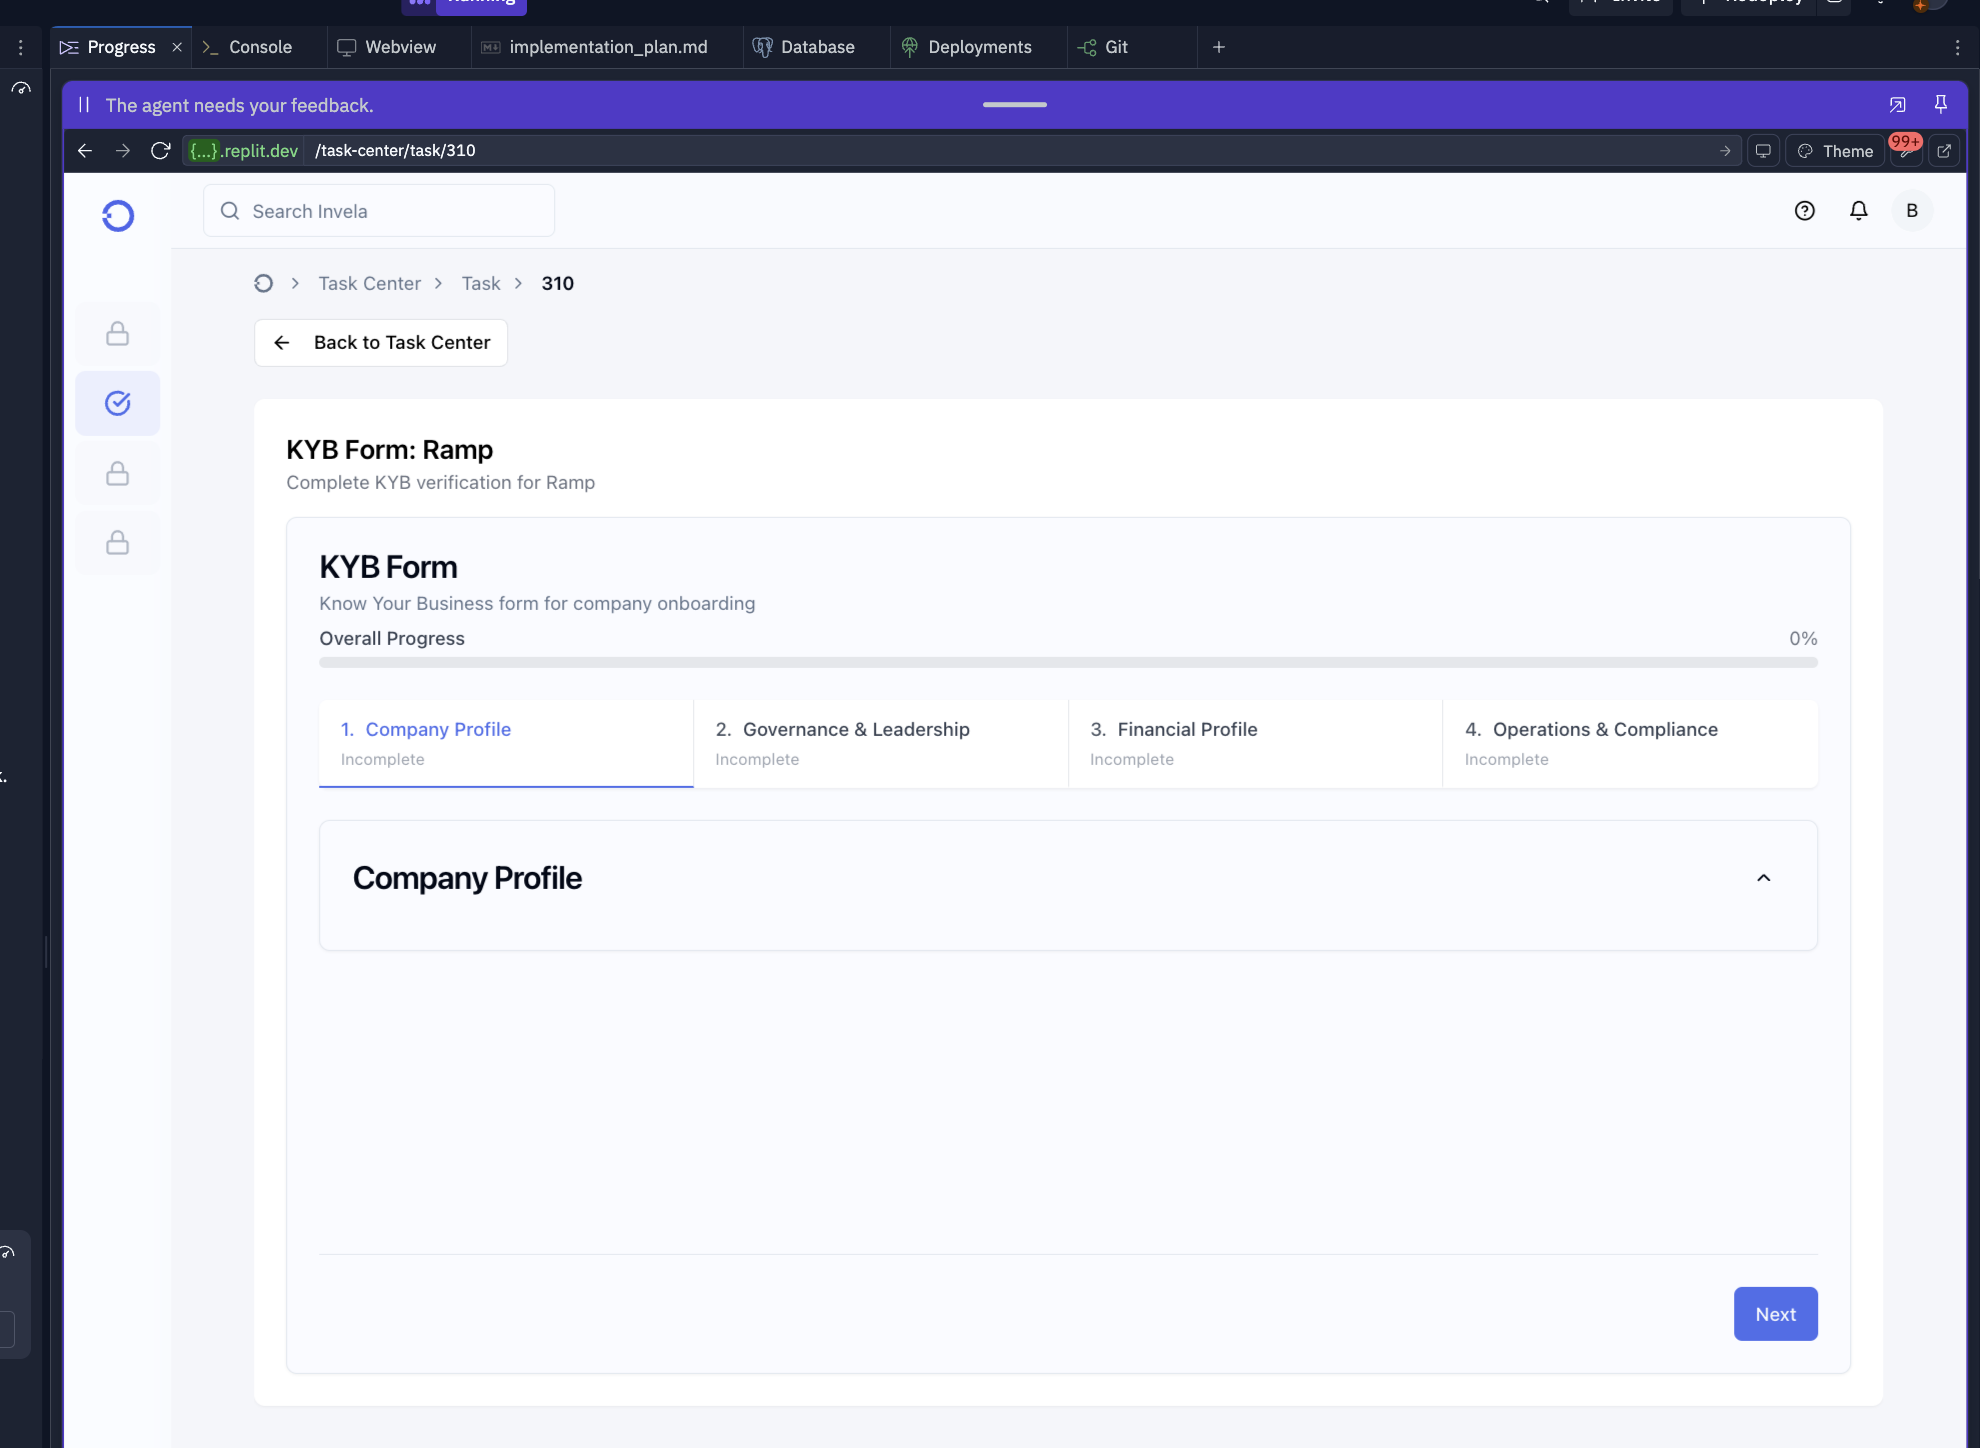 Running
Invite
Redeploy
Progress
Console
Webview
implementation_plan.md
Database
Deployments
Git
The agent needs your feedback.
{...}.replit.dev /task-center/task/310
Theme
99+
Search Invela
B
Task Center
Task
310
Back to Task Center
KYB Form: Ramp
Complete KYB verification for Ramp
KYB Form
Know Your Business form for company onboarding
Overall Progress
0%
1. Company Profile
Incomplete
2. Governance & Leadership
Incomplete
3. Financial Profile
Incomplete
4. Operations & Compliance
Incomplete
Company Profile
Next